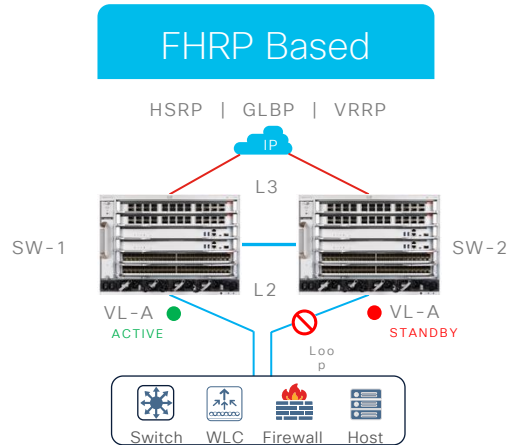 FHRP Based
HSRP | GLBP | VRRP
IP
L3
SW-1
SW-2
L2
VL-A
ACTIVE
VL-A
STANDBY
Loo
p
Switch WLC Firewall Host